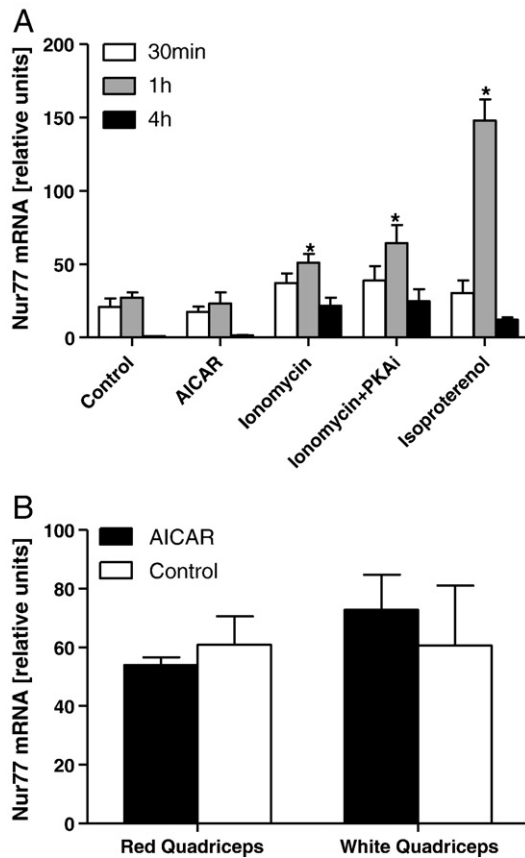 A
30min
1h
4h
Nur77 mRNA [relative units]
200
150
100
50
0
*
*
*
Control
AICAR
Ionomycin
Ionomycin+PKAi
Isoproterenol
B
AICAR
Control
Nur77 mRNA [relative units]
100
80
60
40
20
0
Red Quadriceps
White Quadriceps